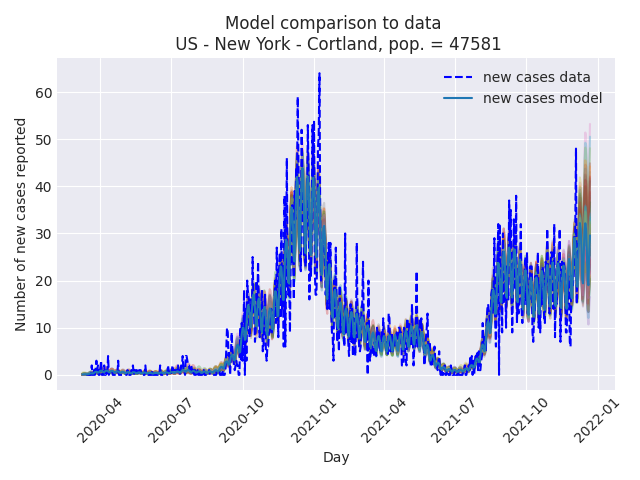 Model comparison to data
US - New York - Cortland, pop. = 47581
new cases data
new cases model
Number of new cases reported
60
50
40
30
20
10
0
2020-04
2020-07
2020-10
2021-01
2021-04
2021-07
2021-10
2022-01
Day